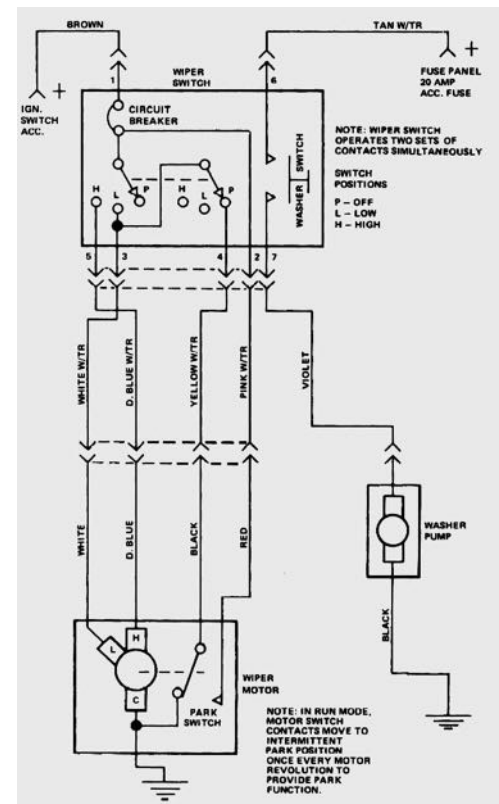 BROWN
TAN W/TR
+
+
1
6
WIPER
SWITCH
FUSE PANEL
20 AMP
ACC. FUSE
IGN.
SWITCH
ACC.
CIRCUIT
BREAKER
NOTE: WIPER SWITCH
OPERATES TWO SETS OF
CONTACTS SIMULTANEOUSLY
WASHER SWITCH
SWITCH
POSITIONS
P – OFF
L – LOW
H – HIGH
H
L
P
H
L
P
5
3
4
2
7
WHITE W/TR
D. BLUE W/TR
YELLOW W/TR
PINK W/TR
VIOLET
WHITE
D. BLUE
BLACK
RED
WASHER
PUMP
BLACK
L
H
C
PARK
SWITCH
WIPER
MOTOR
NOTE: IN RUN MODE,
MOTOR SWITCH
CONTACTS MOVE TO
INTERMITTENT
PARK POSITION
ONCE EVERY MOTOR
REVOLUTION TO
PROVIDE PARK
FUNCTION.